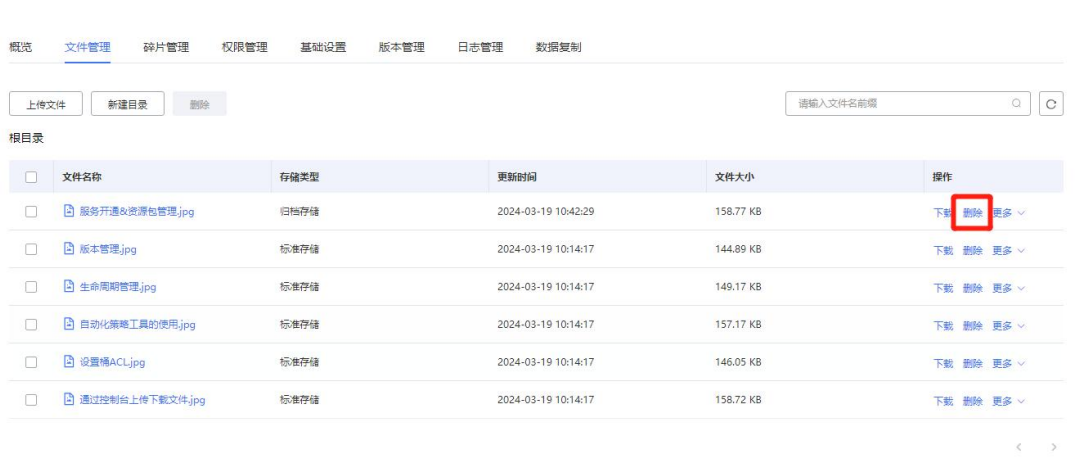 概览 文件管理 碎片管理 权限管理 基础设置 版本管理 日志管理 数据复制
上传文件 新建目录 删除 请输入文件名前缀
根目录
文件名称 存储类型 更新时间 文件大小 操作
服务开通&资源包管理.jpg 归档存储 2024-03-19 10:42:29 158.77 KB 下载 删除 更多
版本管理.jpg 标准存储 2024-03-19 10:14:17 144.89 KB 下载 删除 更多
生命周期管理.jpg 标准存储 2024-03-19 10:14:17 149.17 KB 下载 删除 更多
自动化策略工具的使用.jpg 标准存储 2024-03-19 10:14:17 157.17 KB 下载 删除 更多
设置桶ACL.jpg 标准存储 2024-03-19 10:14:17 146.05 KB 下载 删除 更多
通过控制台上传下载文件.jpg 标准存储 2024-03-19 10:14:17 158.72 KB 下载 删除 更多